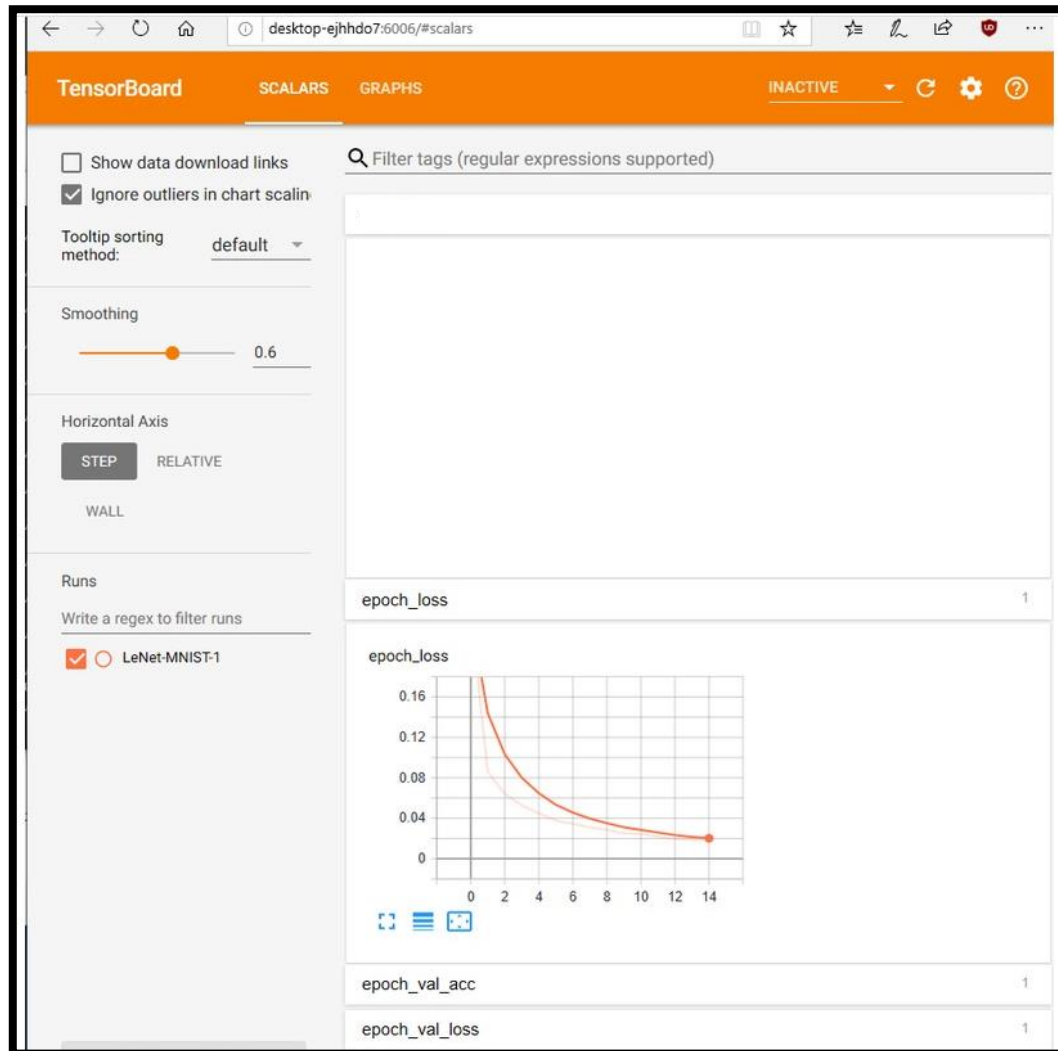 desktop-ejhhdo7:6006/#scalars
TensorBoard SCALARS GRAPHS INACTIVE
Show data download links
Ignore outliers in chart scalin
Tooltip sorting method: default
Smoothing
0.6
Horizontal Axis
STEP RELATIVE
WALL
Runs
Write a regex to filter runs
LeNet-MNIST-1
Filter tags (regular expressions supported)
epoch_loss 1
epoch_loss
0.16
0.12
0.08
0.04
0
0 2 4 6 8 10 12 14
epoch_val_acc 1
epoch_val_loss 1